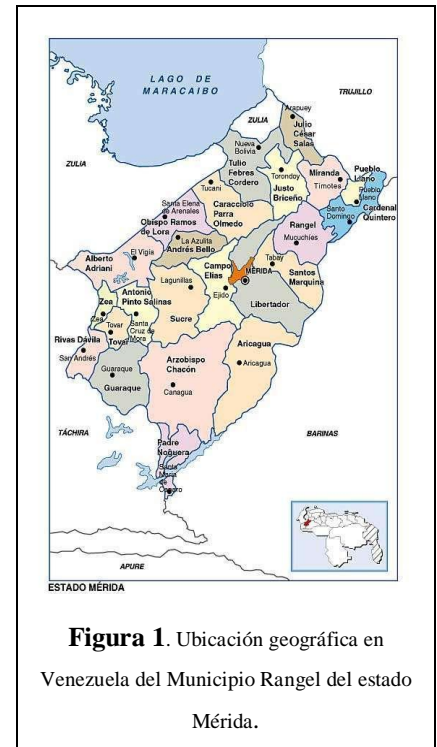 LAGO DE
MARACAIBO
TRUJILLO
ZULIA
ZULIA
Arapuey
Julio
César
Salas
Nueva
Bolivia
Tulio
Febres
Cordero
Torondoy
Justo
Briceño
Miranda
Timotes
Pueblo
Llano
Pueblo
Llano
Cardenal
Quintero
Santo
Domingo
Tucani
Caracciolo
Parra
Olmedo
Santa Elena
de Arenales
Obispo Ramos
de Lora
Rangel
Mucuchíes
La Azulita
Andrés Bello
Alberto
Adriani
El Vigía
Campo
Elías
MÉRIDA
Tabay
Santos
Marquina
Lagunillas
Ejido
Libertador
Zea
Zea
Antonio
Pinto Salinas
Santa
Cruz de
Mora
Tovar
Tovar
Sucre
Rivas Dávila
San Andrés
Guaraque
Guaraque
Arzobispo
Chacón
Canagua
Aricagua
Aricagua
TÁCHIRA
BARINAS
Padre
Noguera
Santa
María
de
APURE
ESTADO MÉRIDA
Figura 1. Ubicación geográfica en
Venezuela del Municipio Rangel del estado
Mérida.